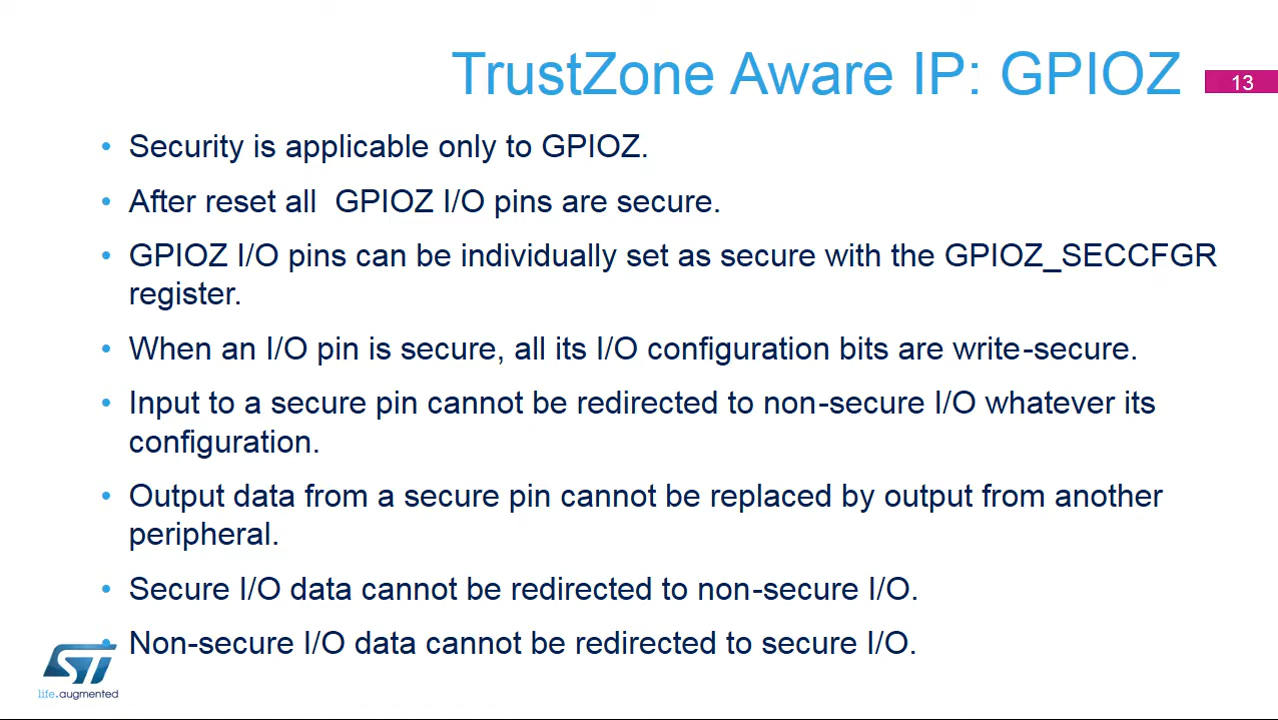 TrustZone Aware IP: GPIOZ
13
• Security is applicable only to GPIOZ.
• After reset all  GPIOZ I/O pins are secure.
• GPIOZ I/O pins can be individually set as secure with the GPIOZ_SECCFGR
register.
• When an I/O pin is secure, all its I/O configuration bits are write-secure.
• Input to a secure pin cannot be redirected to non-secure I/O whatever its
configuration.
• Output data from a secure pin cannot be replaced by output from another
peripheral.
• Secure I/O data cannot be redirected to non-secure I/O.
• Non-secure I/O data cannot be redirected to secure I/O.
ST
life.augmented